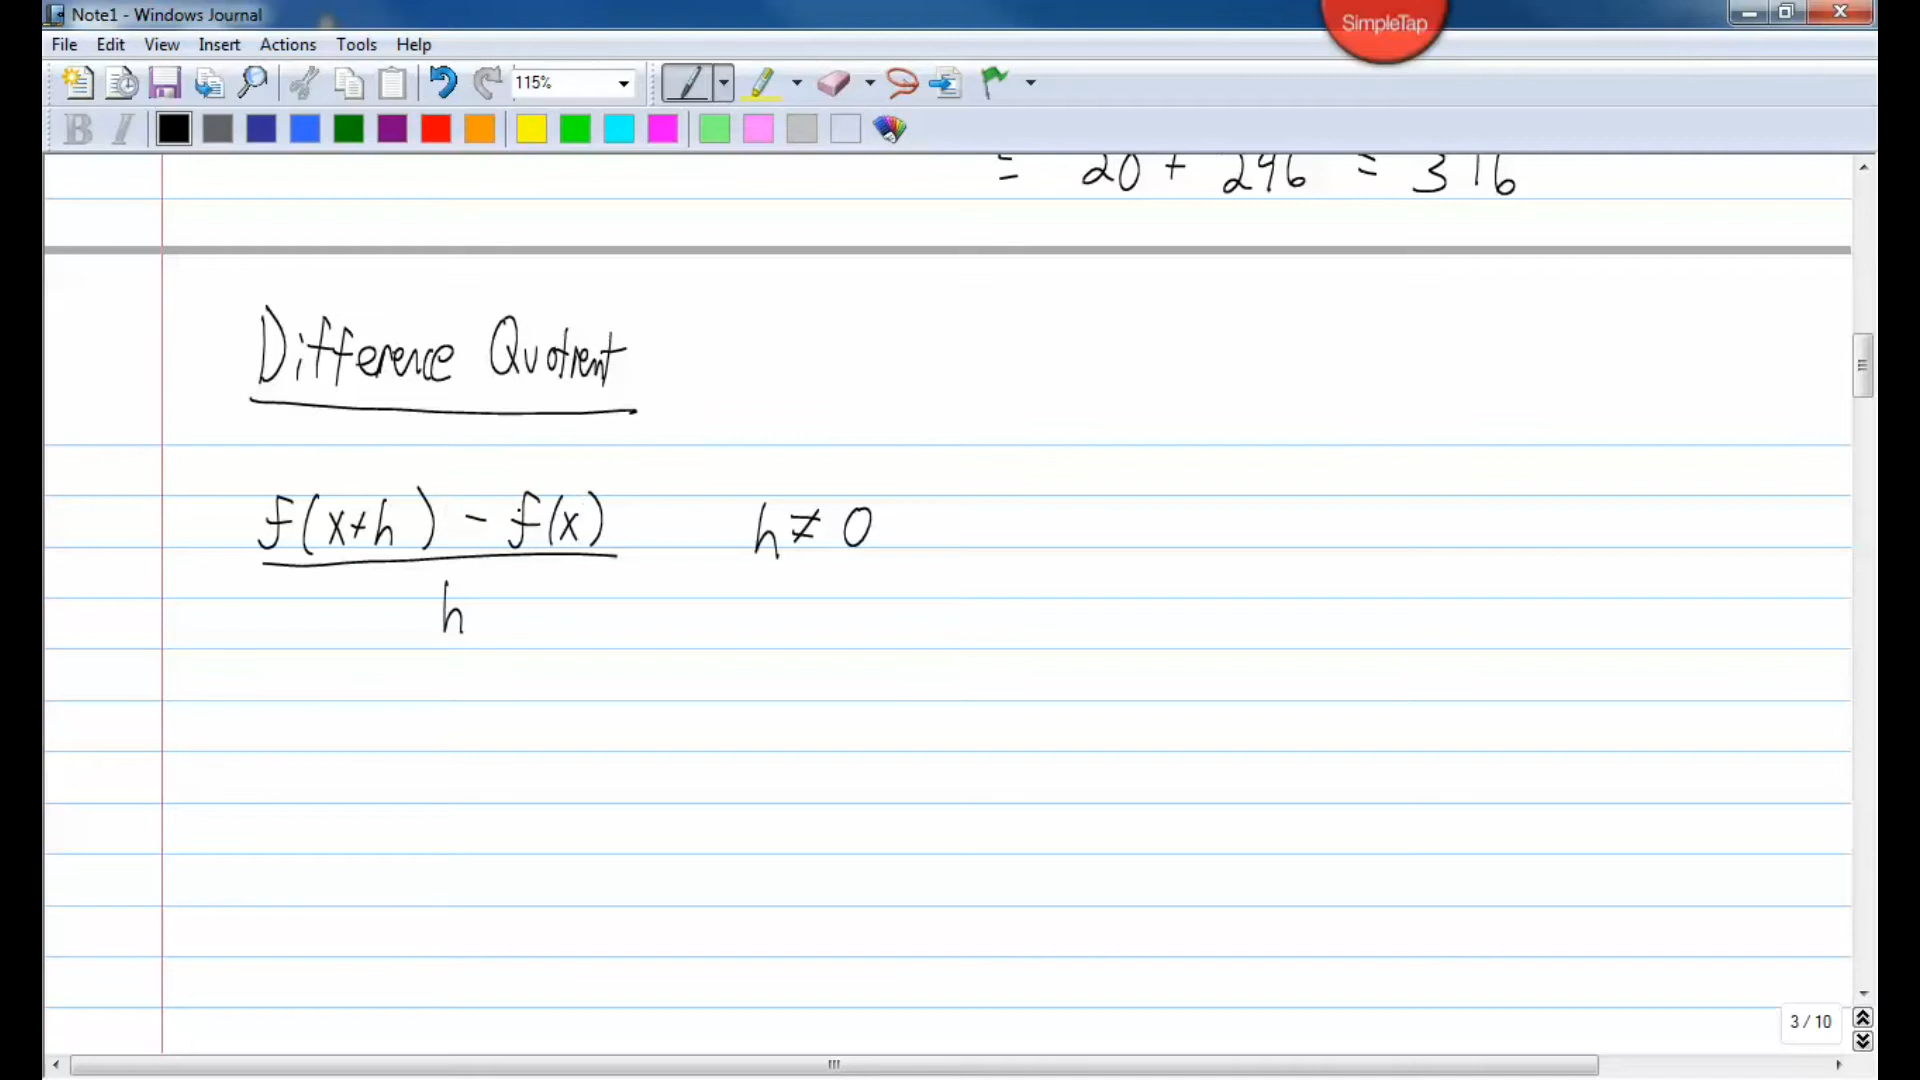 Note1 - Windows Journal
SimpleTap
File Edit View Insert Actions Tools Help
115%
B I
= 20 + 296 = 316
Difference Quotient
f(x+h) - f(x) h ≠ 0
h
3 / 10